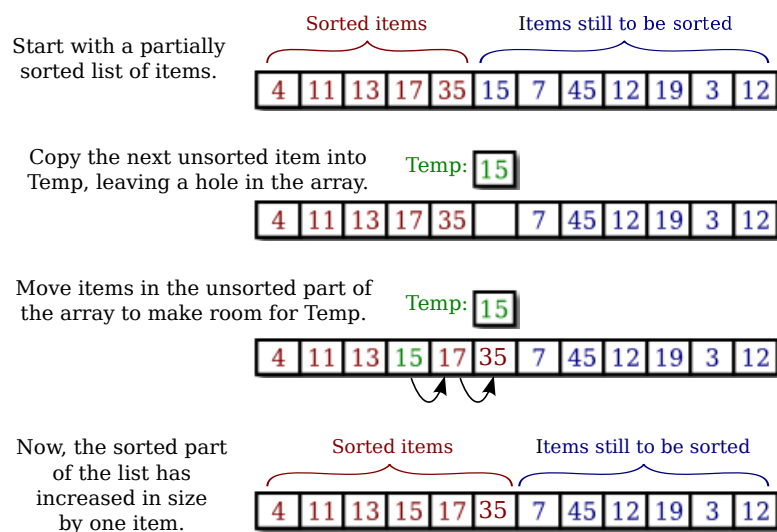 Sorted items
Items still to be sorted
Start with a partially
sorted list of items.
4 11 13 17 35 15 7 45 12 19 3 12
Copy the next unsorted item into
Temp, leaving a hole in the array.
Temp: 15
4 11 13 17 35 7 45 12 19 3 12
Move items in the unsorted part of
the array to make room for Temp.
Temp: 15
4 11 13 15 17 35 7 45 12 19 3 12
Now, the sorted part
of the list has
increased in size
by one item.
Sorted items
Items still to be sorted
4 11 13 15 17 35 7 45 12 19 3 12